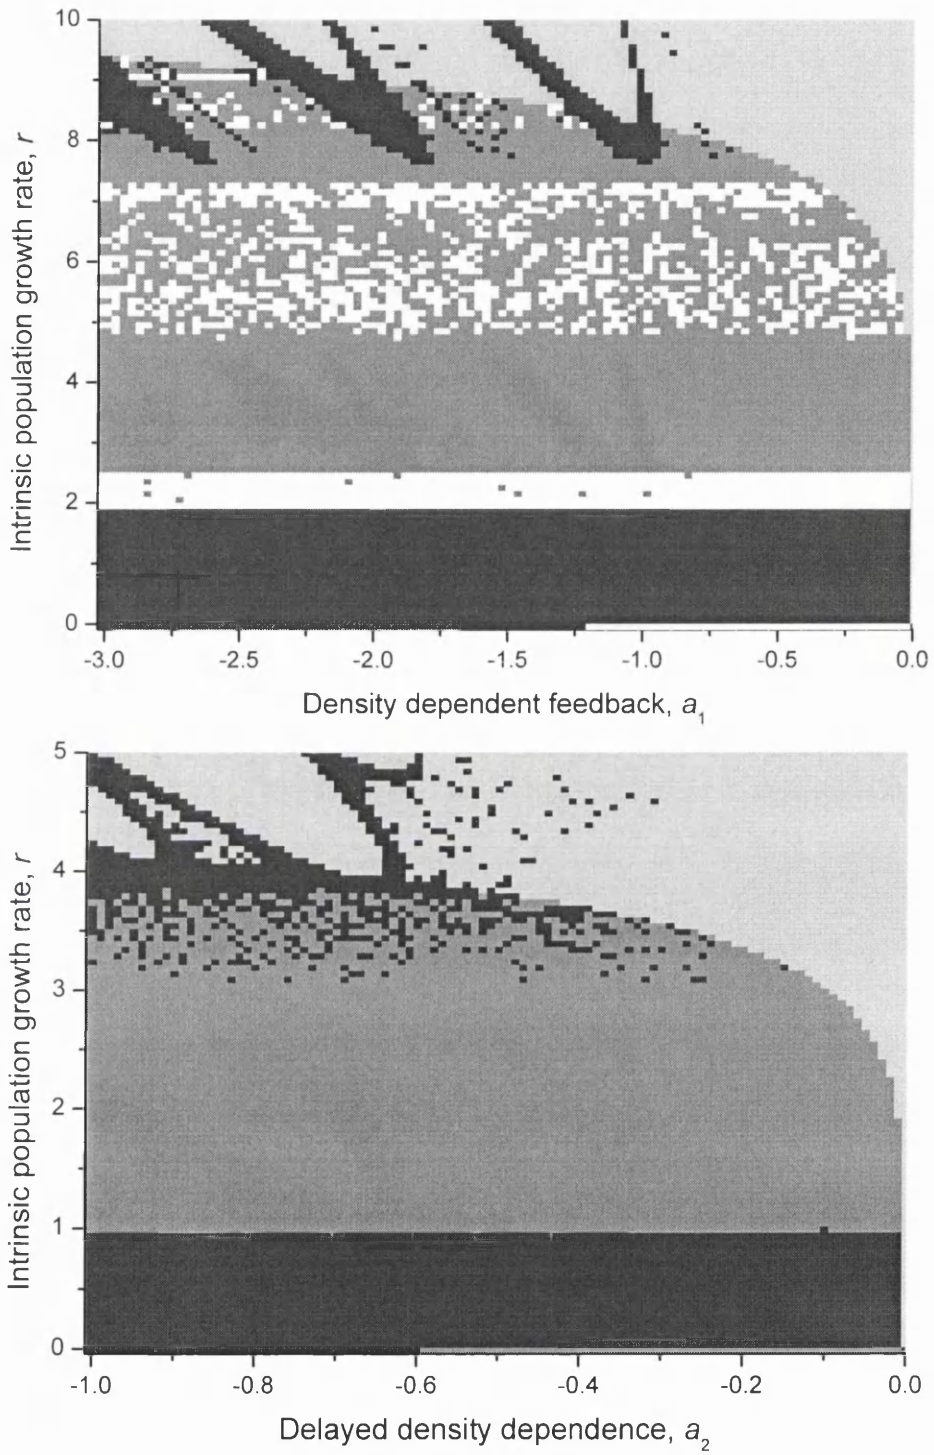 10
8
6
4
2
0
Intrinsic population growth rate, r
-3.0 -2.5 -2.0 -1.5 -1.0 -0.5 0.0
Density dependent feedback, a₁
5
4
3
2
1
0
Intrinsic population growth rate, r
-1.0 -0.8 -0.6 -0.4 -0.2 0.0
Delayed density dependence, a₂